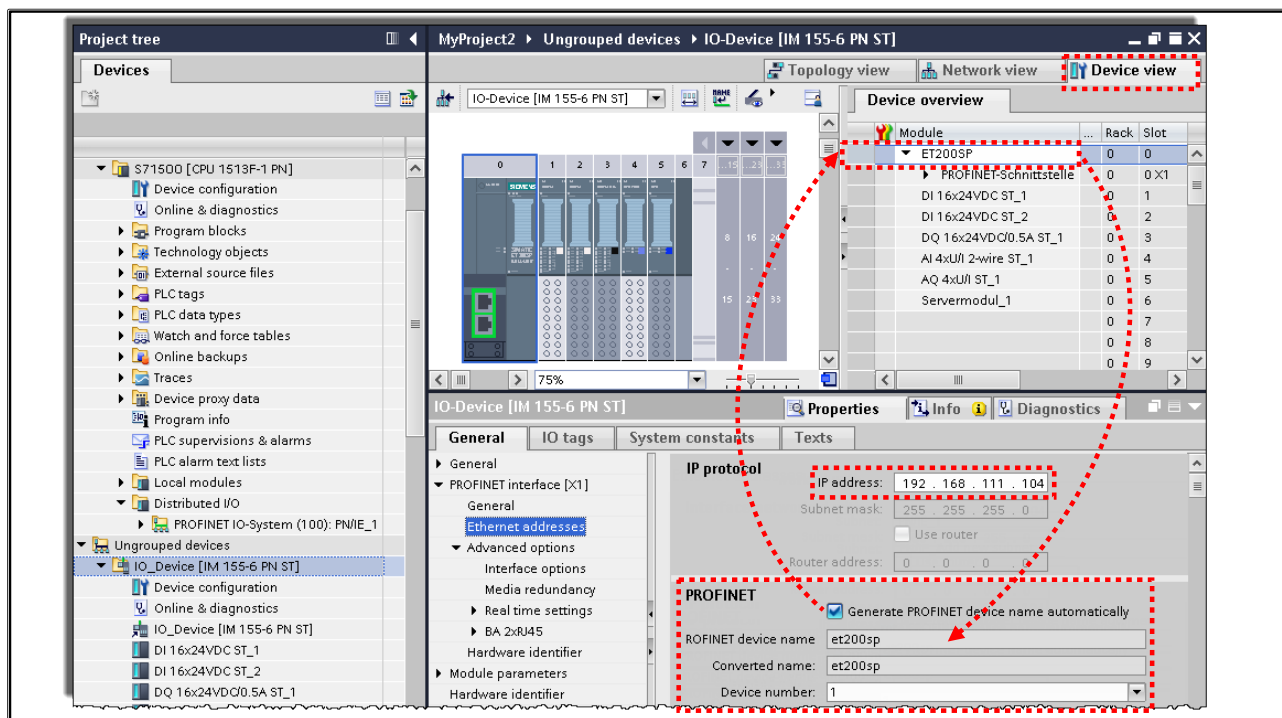 Project tree
Devices
S71500 [CPU 1513F-1 PN]
Device configuration
Online & diagnostics
Program blocks
Technology objects
External source files
PLC tags
PLC data types
Watch and force tables
Online backups
Traces
Device proxy data
Program info
PLC supervisions & alarms
PLC alarm text lists
Local modules
Distributed I/O
PROFINET IO-System (100): PN/IE_1
Ungrouped devices
IO_Device [IM 155-6 PN ST]
Device configuration
Online & diagnostics
IO_Device [IM 155-6 PN ST]
DI 16x24VDC ST_1
DI 16x24VDC ST_2
DQ 16x24VDC/0.5A ST_1
MyProject2 Ungrouped devices IO-Device [IM 155-6 PN ST]
Topology view Network view Device view
IO-Device [IM 155-6 PN ST]
0 1 2 3 4 5 6 7 ...15 ...23 ...33
SIEMENS
8 16
15 23 33
75%
Device overview
Module ... Rack Slot
ET200SP 0 0
PROFINET-Schnittstelle 0 0 X1
DI 16x24VDC ST_1 0 1
DI 16x24VDC ST_2 0 2
DQ 16x24VDC/0.5A ST_1 0 3
AI 4xU/I 2-wire ST_1 0 4
AQ 4xU/I ST_1 0 5
Servermodul_1 0 6
0 7
0 8
0 9
IO-Device [IM 155-6 PN ST]
Properties Info Diagnostics
General IO tags System constants Texts
General
PROFINET interface [X1]
General
Ethernet addresses
Advanced options
Interface options
Media redundancy
Real time settings
BA 2xRJ45
Hardware identifier
Module parameters
Hardware identifier
IP protocol
IP address: 192 . 168 . 111 . 104
Subnet mask: 255 . 255 . 255 . 0
Use router
Router address: 0 . 0 . 0 . 0
PROFINET
Generate PROFINET device name automatically
ROFINET device name et200sp
Converted name: et200sp
Device number: 1